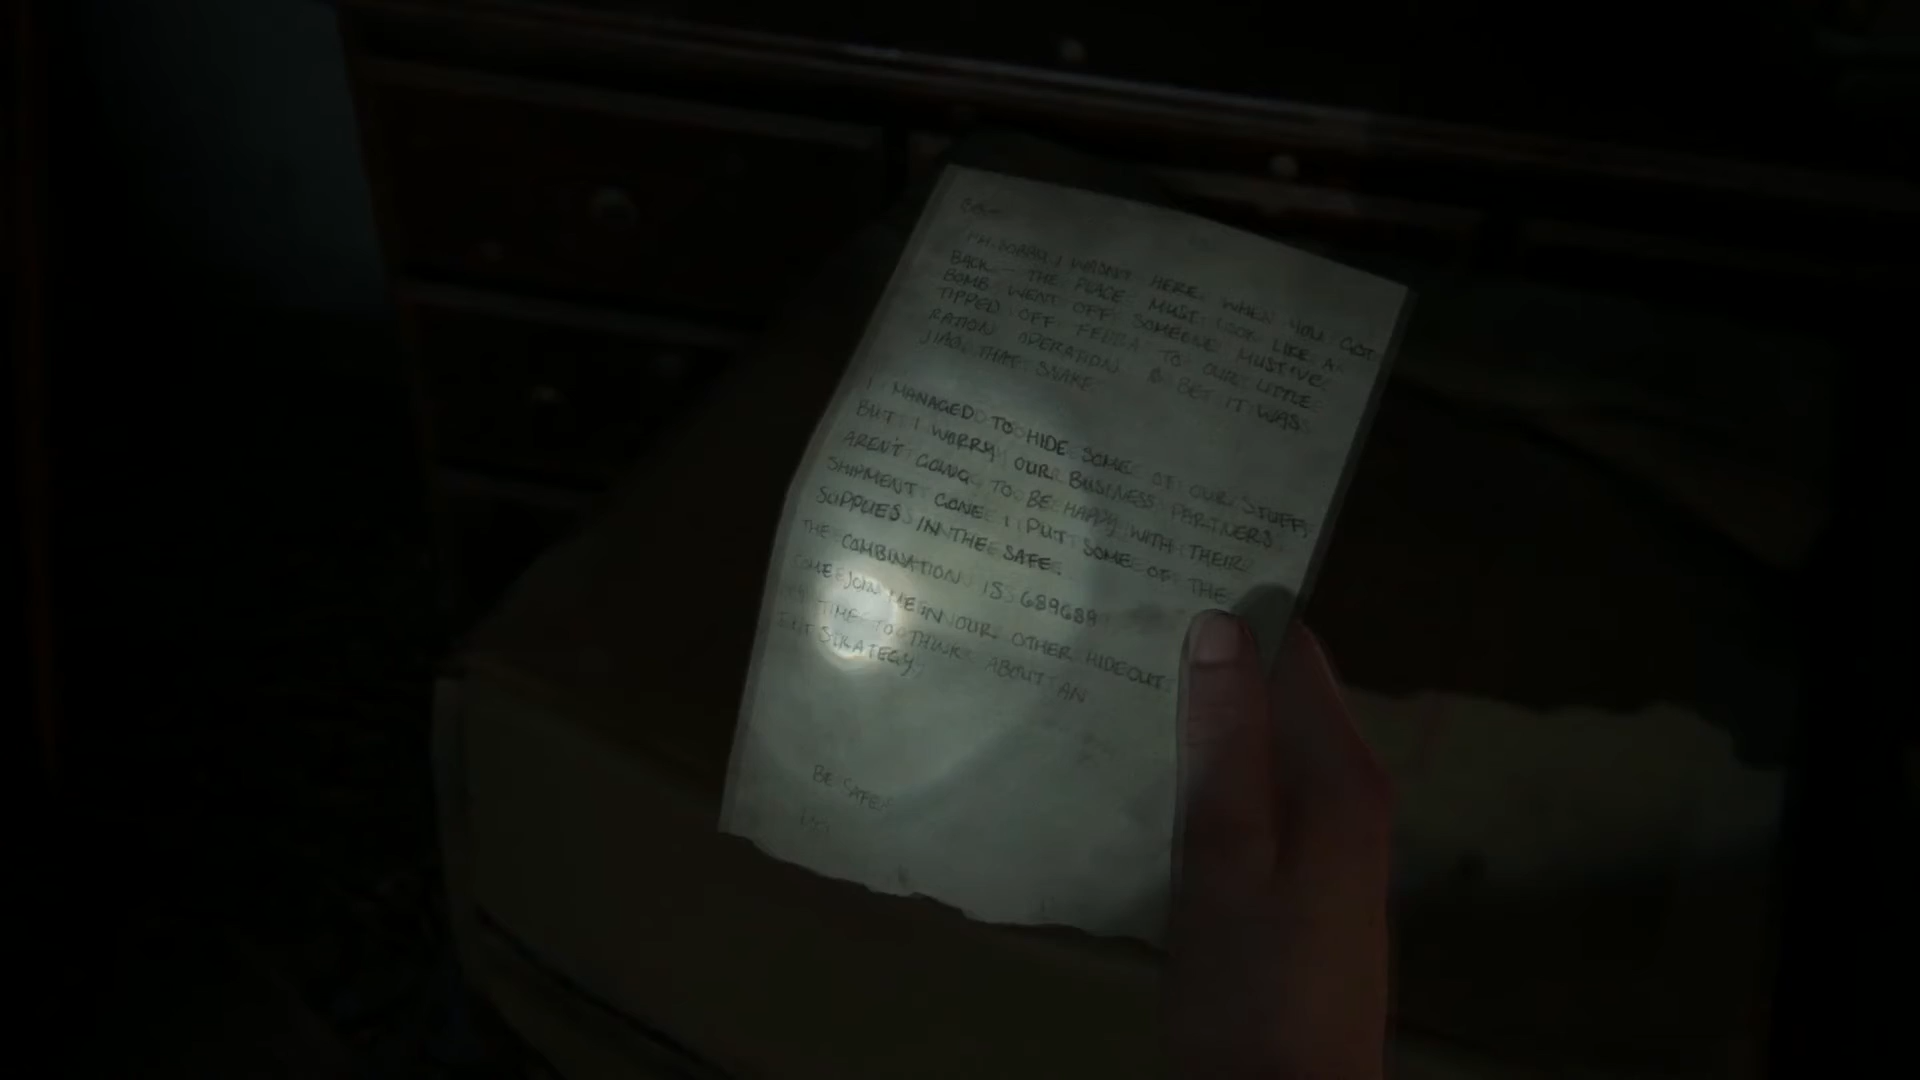 I'M SORRY I WASN'T HERE WHEN YOU GOT
BACK - THE PLACE MUST LOOK LIKE A
BOMB WENT OFF. SOMEONE MUST'VE
TIPPED OFF FEDRA TO OUR LITTLE
RATION OPERATION. I BET IT WAS
THAT SNAKE.
I MANAGED TO HIDE SOME OF OUR STUFF,
BUT I WORRY OUR BUSINESS PARTNERS
AREN'T GOING TO BE HAPPY WITH THEIR
SHIPMENT GONE. I PUT SOME OF THE
SUPPLIES IN THE SAFE.
THE COMBINATION IS 689689
COME JOIN ME IN OUR OTHER HIDEOUT.
TIME TO THINK ABOUT AN
EXIT STRATEGY.
BE SAFE,